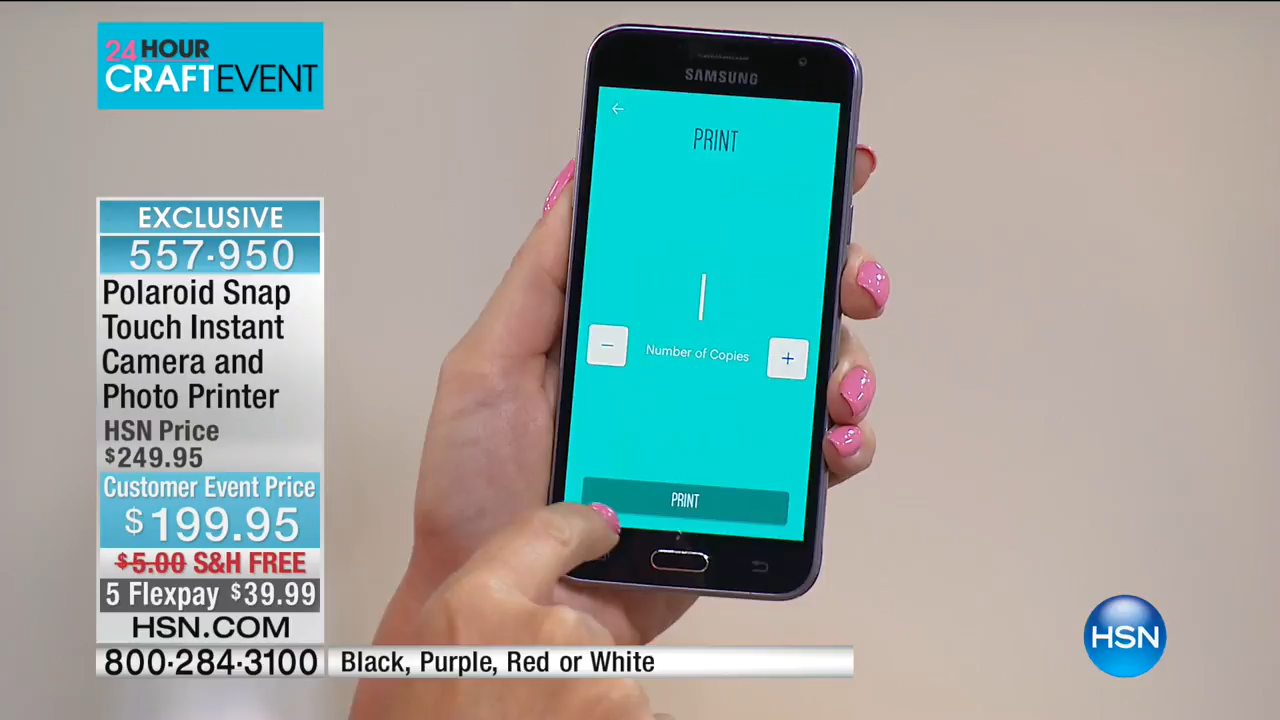 24 HOUR
CRAFTEVENT
EXCLUSIVE
557-950
Polaroid Snap
Touch Instant
Camera and
Photo Printer
HSN Price
$249.95
Customer Event Price
$199.95
$5.00 S&H FREE
5 Flexpay $39.99
HSN.COM
800·284·3100
Black, Purple, Red or White
SAMSUNG
←
PRINT
1
− Number of Copies +
PRINT
HSN